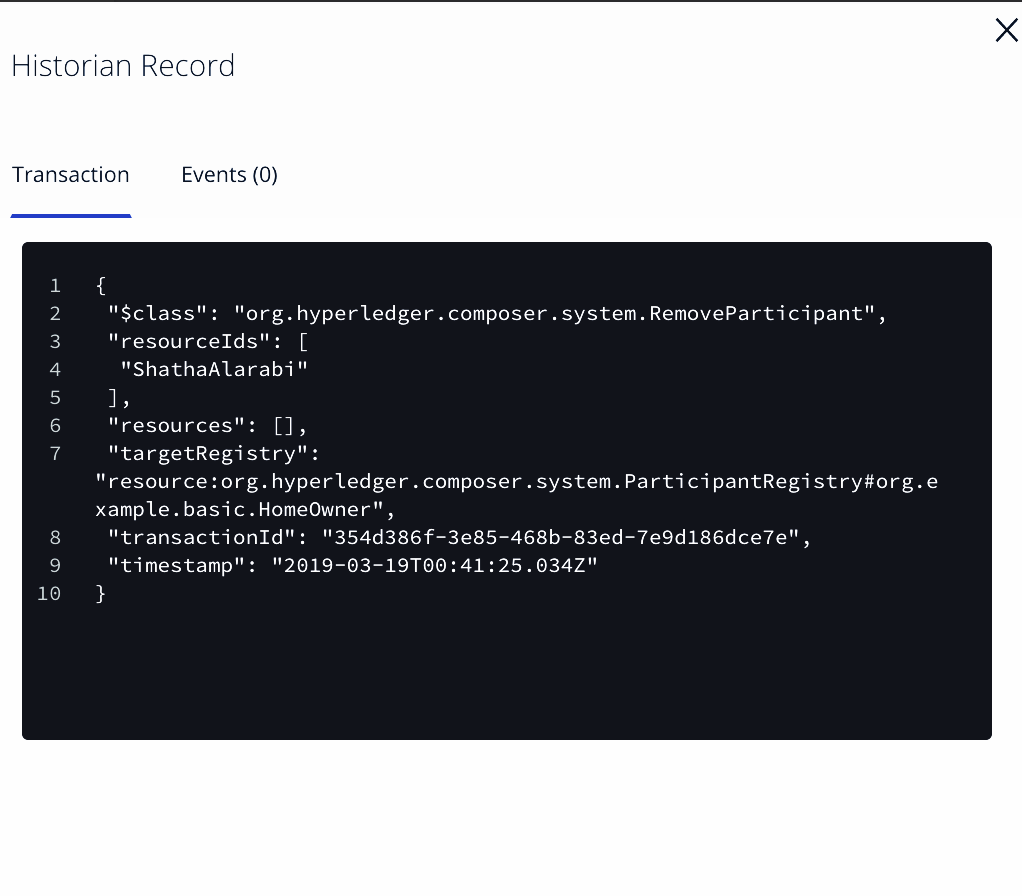 Historian Record
Transaction Events (0)
1 {
2 "$class": "org.hyperledger.composer.system.RemoveParticipant",
3 "resourceIds": [
4 "ShathaAlarabi"
5 ],
6 "resources": [],
7 "targetRegistry":
"resource:org.hyperledger.composer.system.ParticipantRegistry#org.e
xample.basic.HomeOwner",
8 "transactionId": "354d386f-3e85-468b-83ed-7e9d186dce7e",
9 "timestamp": "2019-03-19T00:41:25.034Z"
10 }